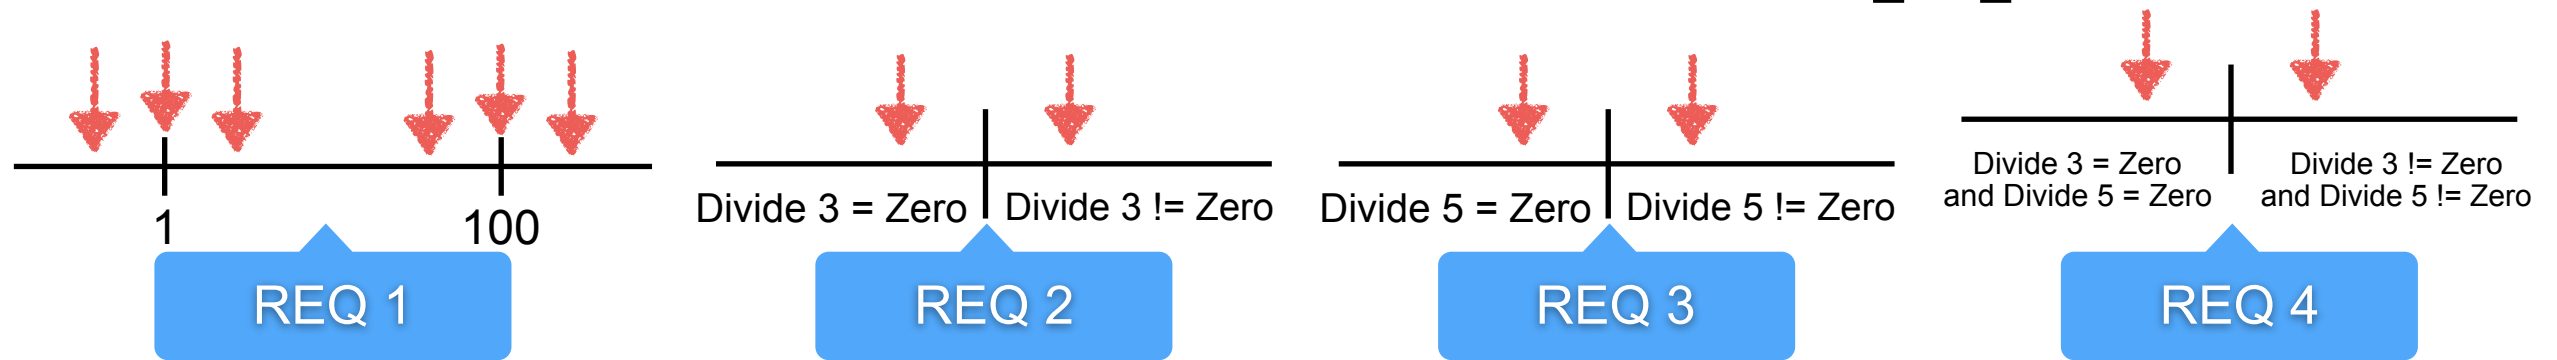 1
100
REQ 1
Divide 3 = Zero
Divide 3 != Zero
REQ 2
Divide 5 = Zero
Divide 5 != Zero
REQ 3
Divide 3 = Zero
and Divide 5 = Zero
Divide 3 != Zero
and Divide 5 != Zero
REQ 4